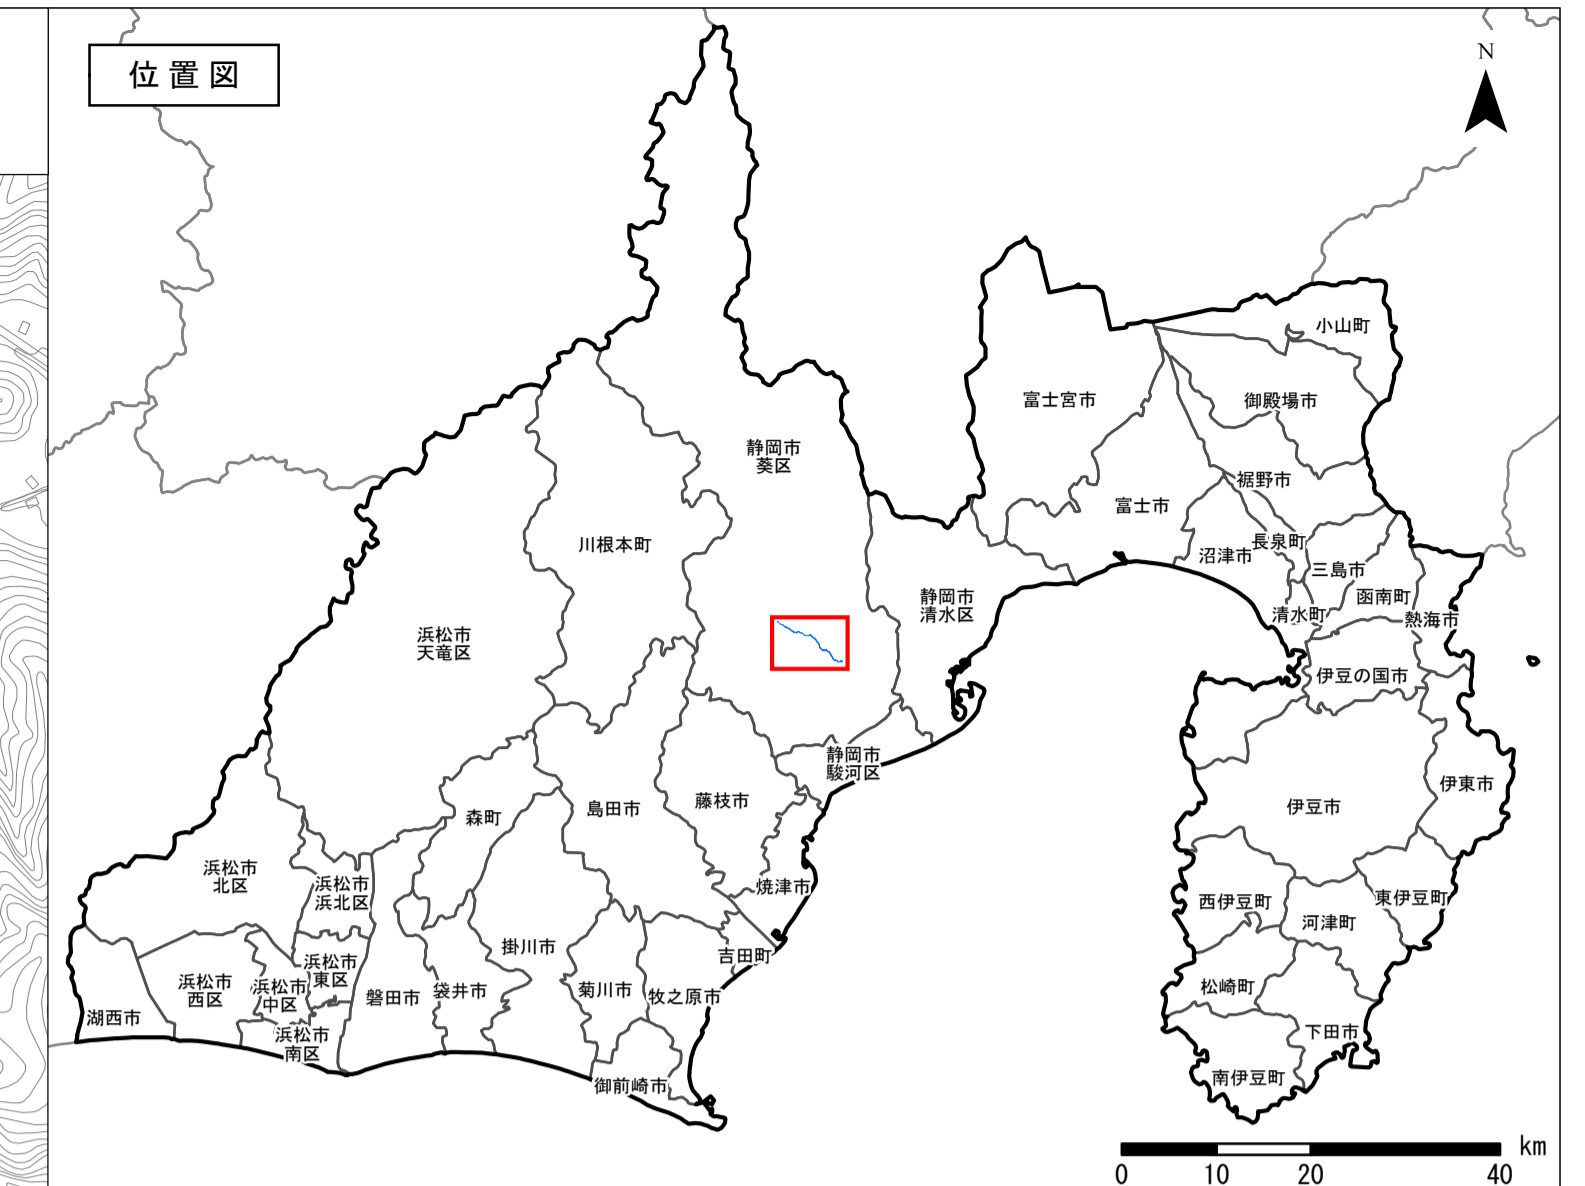 位置図
N
小山町
富士宮市
御殿場市
静岡市
葵区
裾野市
富士市
川根本町
長泉町
沼津市
三島市
静岡市
清水区
函南町
清水町
熱海市
浜松市
天竜区
伊豆の国市
静岡市
駿河区
伊東市
藤枝市
島田市
伊豆市
森町
浜松市
北区
浜松市
浜北区
焼津市
西伊豆町
東伊豆町
河津町
掛川市
吉田町
浜松市
東区
浜松市
西区
浜松市
中区
磐田市
袋井市
菊川市
牧之原市
松崎町
湖西市
下田市
浜松市
南区
南伊豆町
御前崎市
km
0 10 20 40